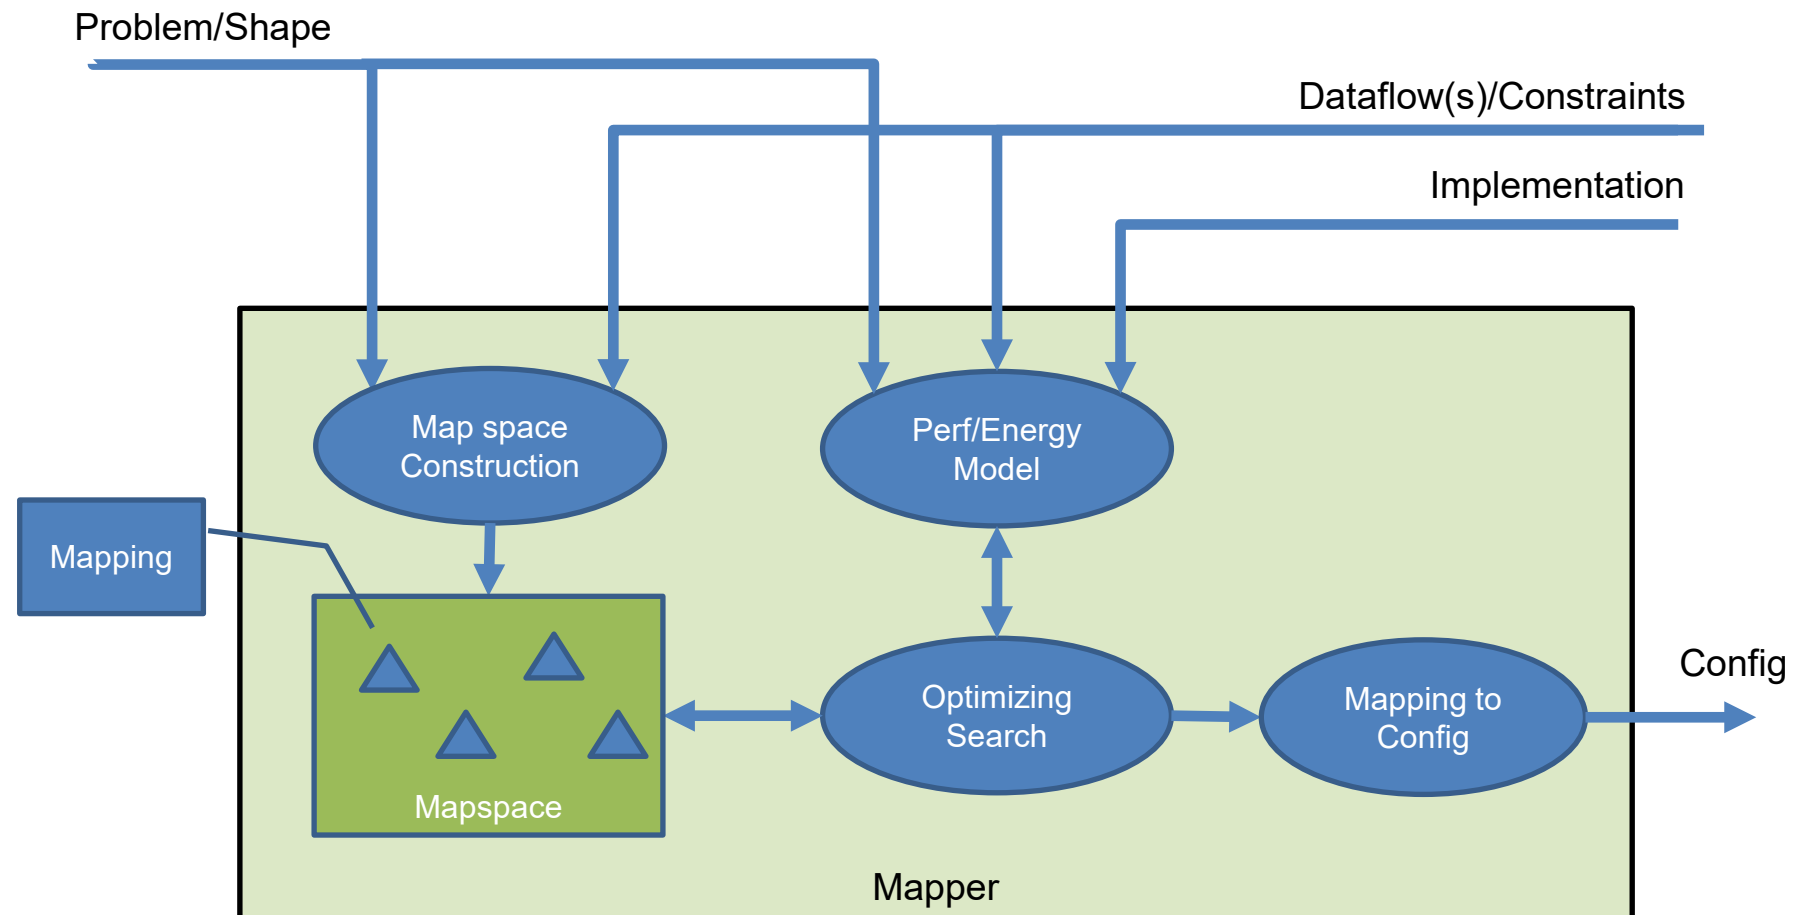 Problem/Shape
Dataflow(s)/Constraints
Implementation
Map space
Construction
Perf/Energy
Model
Mapping
Optimizing
Search
Mapping to
Config
Config
Mapspace
Mapper